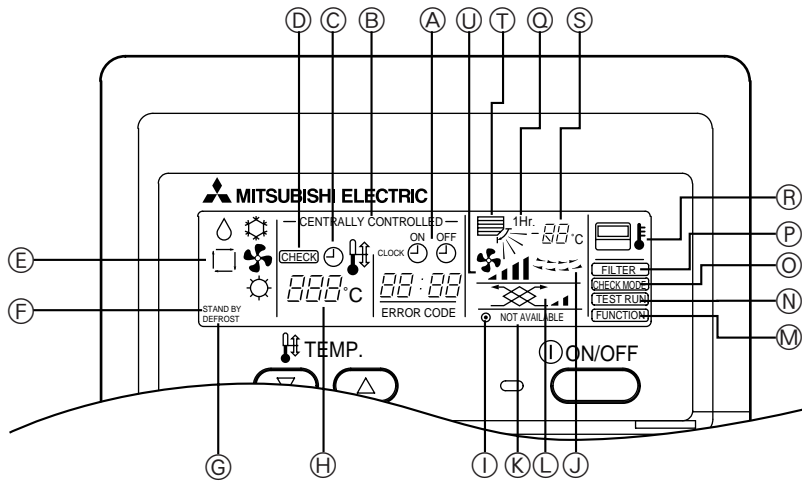 Ⓓ Ⓒ Ⓑ Ⓐ Ⓤ Ⓣ Ⓠ Ⓢ
MITSUBISHI ELECTRIC
CENTRALLY CONTROLLED
1Hr.
ON OFF
CLOCK
CHECK
88 °C
Ⓡ
Ⓟ
Ⓔ
FILTER
CHECK MODE
Ⓞ
888 °C
88:88
TEST RUN
Ⓝ
Ⓕ
STAND BY
DEFROST
ERROR CODE
NOT AVAILABLE
FUNCTION
Ⓜ
TEMP.
ON/OFF
Ⓖ Ⓗ Ⓘ Ⓚ Ⓛ Ⓙ